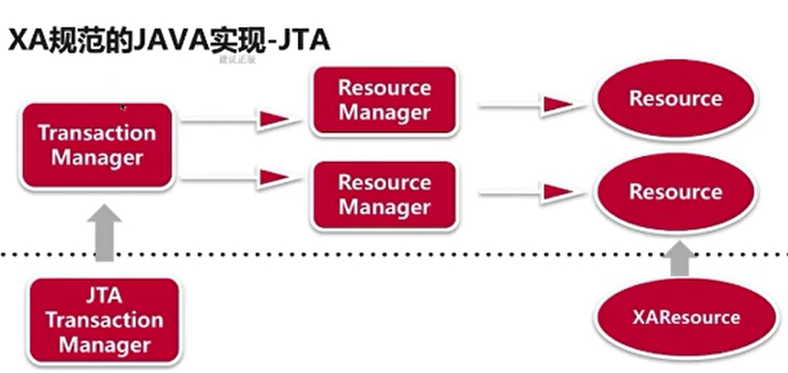 XA规范的JAVA实现-JTA
Transaction
Manager
Resource
Manager
Resource
Resource
Manager
Resource
JTA
Transaction
Manager
XAResource